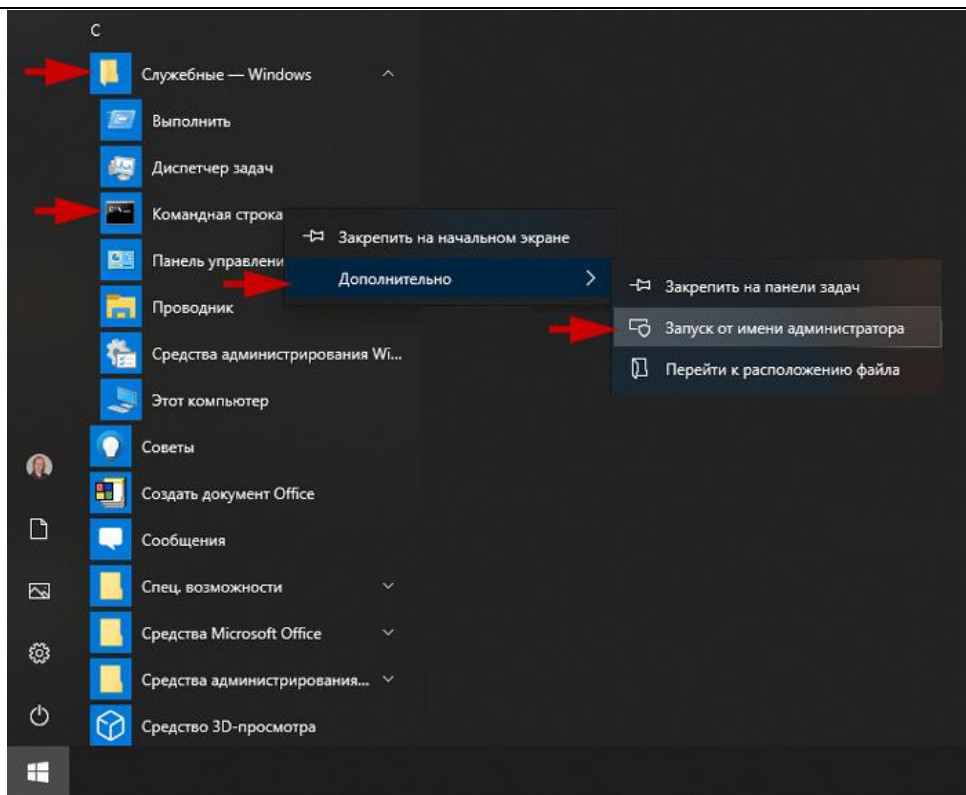 С
Служебные — Windows
Выполнить
Диспетчер задач
Командная строка
Закрепить на начальном экране
Панель управлени
Дополнительно
Закрепить на панели задач
Проводник
Запуск от имени администратора
Средства администрирования Wi...
Перейти к расположению файла
Этот компьютер
Советы
Создать документ Office
Сообщения
Спец. возможности
Средства Microsoft Office
Средства администрирования...
Средство 3D-просмотра